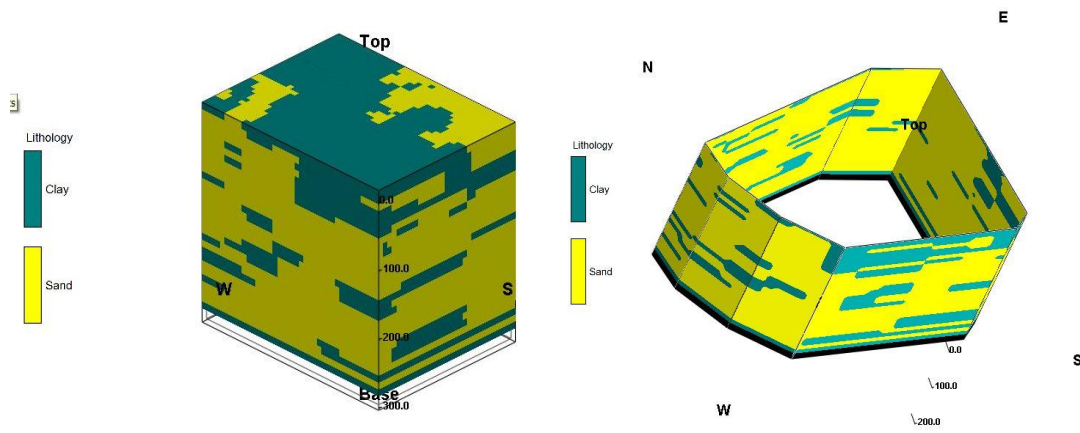 Top
s
Lithology
Clay
Sand
0.0
100.0
W
S
200.0
Base
300.0
E
N
Top
Lithology
Clay
Sand
0.0
S
100.0
W
200.0